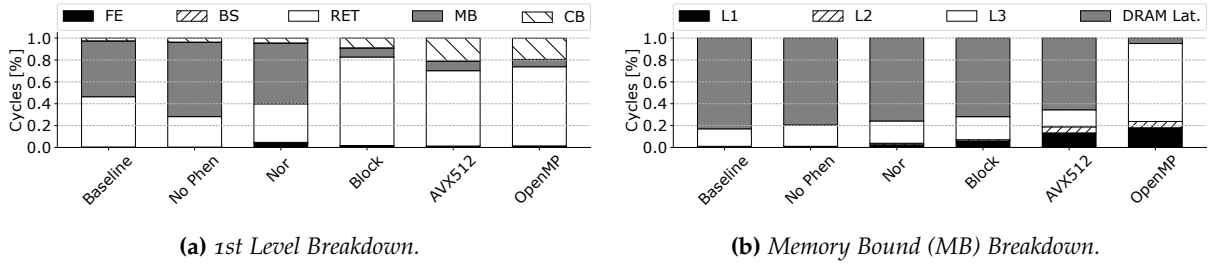 FE BS RET MB CB
1.0
0.8
0.6
0.4
0.2
0.0
Cycles [%]
Baseline No Phen Nor Block AVX512 OpenMP
(a) 1st Level Breakdown.
L1 L2 L3 DRAM Lat.
1.0
0.8
0.6
0.4
0.2
0.0
Cycles [%]
Baseline No Phen Nor Block AVX512 OpenMP
(b) Memory Bound (MB) Breakdown.